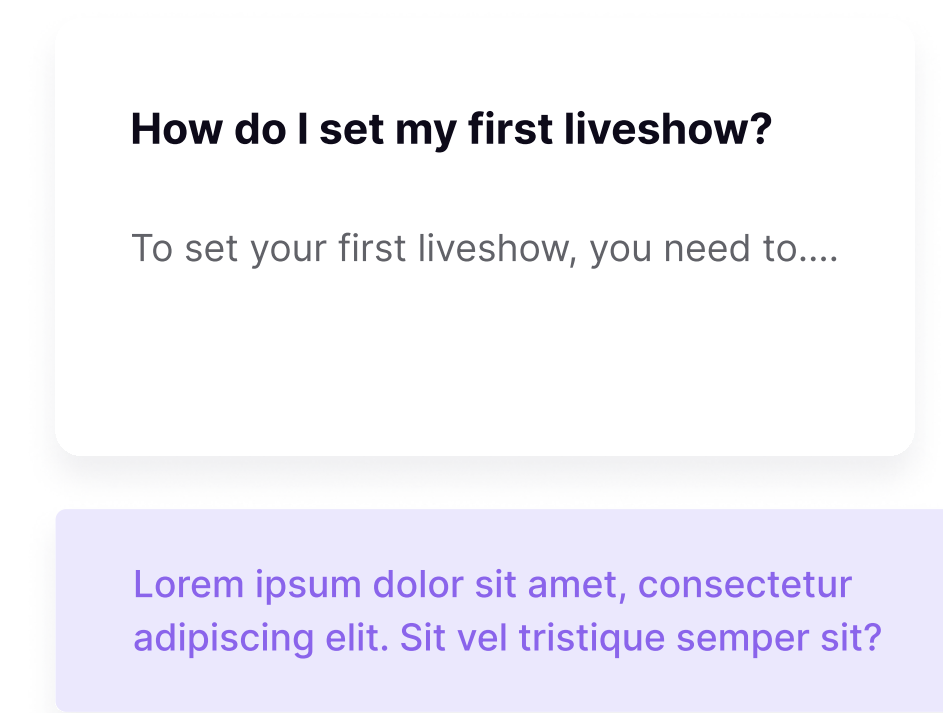 How do I set my first liveshow?
To set your first liveshow, you need to....
Lorem ipsum dolor sit amet, consectetur
adipiscing elit. Sit vel tristique semper sit?